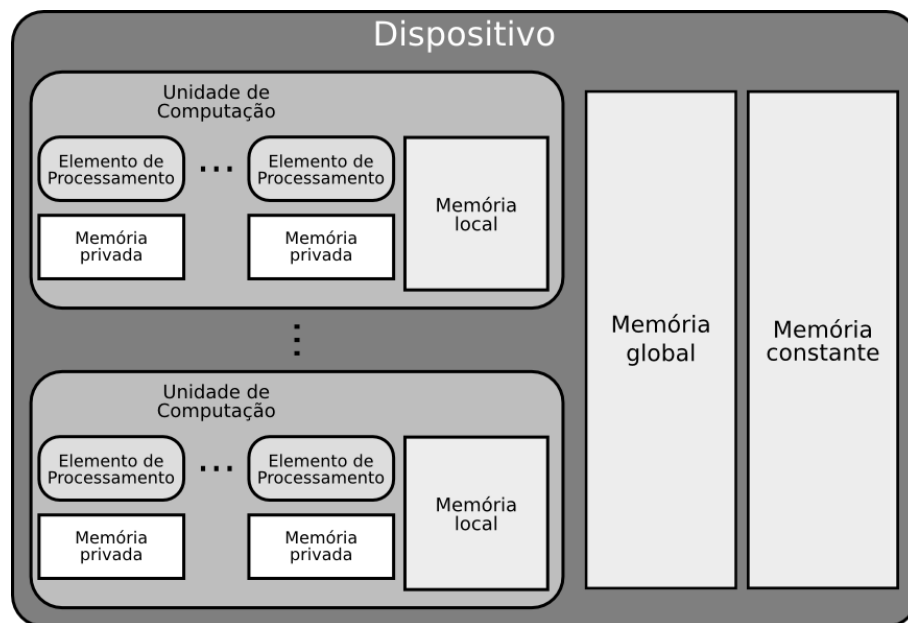 Dispositivo
Unidade de
Computação
Elemento de
Processamento
...
Elemento de
Processamento
Memória
privada
Memória
privada
Memória
local
...
Unidade de
Computação
Elemento de
Processamento
...
Elemento de
Processamento
Memória
privada
Memória
privada
Memória
local
Memória
global
Memória
constante